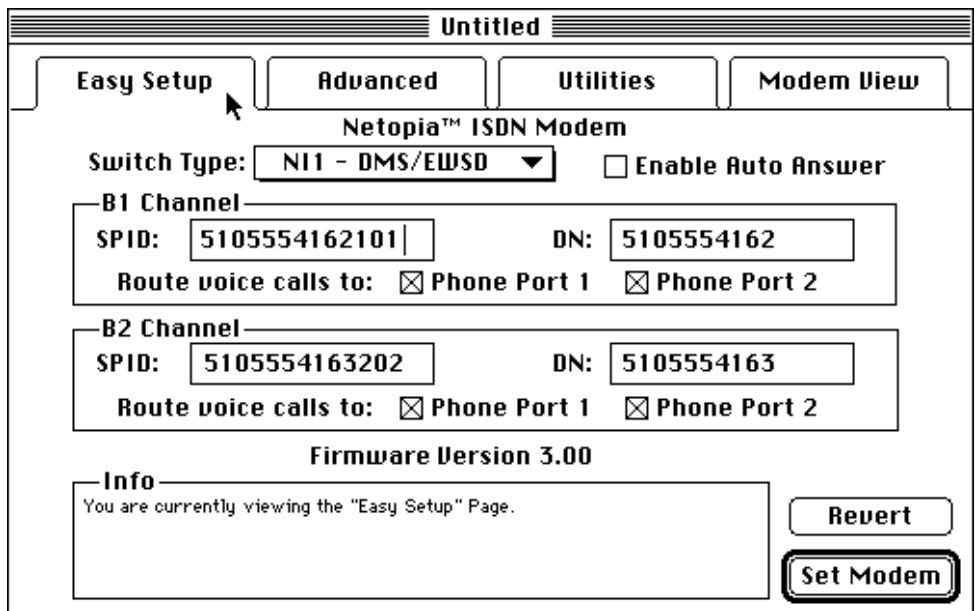 Untitled
Easy Setup Advanced Utilities Modem View
Netopia™ ISDN Modem
Switch Type: NI1 - DMS/EWSD Enable Auto Answer
B1 Channel
SPID: 5105554162101 DN: 5105554162
Route voice calls to: Phone Port 1 Phone Port 2
B2 Channel
SPID: 5105554163202 DN: 5105554163
Route voice calls to: Phone Port 1 Phone Port 2
Firmware Version 3.00
Info
You are currently viewing the "Easy Setup" Page.
Revert
Set Modem